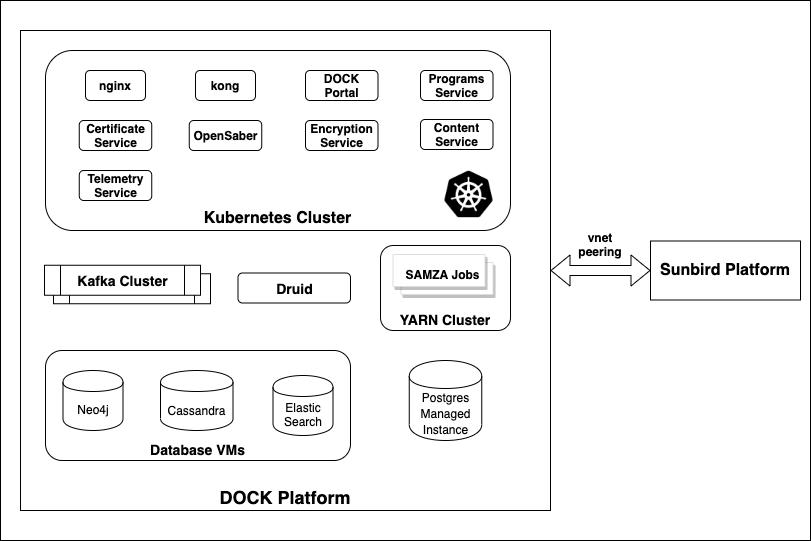 nginx
kong
DOCK
Portal
Programs
Service
Certificate
Service
OpenSaber
Encryption
Service
Content
Service
Telemetry
Service
Kubernetes Cluster
vnet
peering
Sunbird Platform
Kafka Cluster
Druid
SAMZA Jobs
YARN Cluster
Neo4j
Cassandra
Elastic
Search
Database VMs
Postgres
Managed
Instance
DOCK Platform